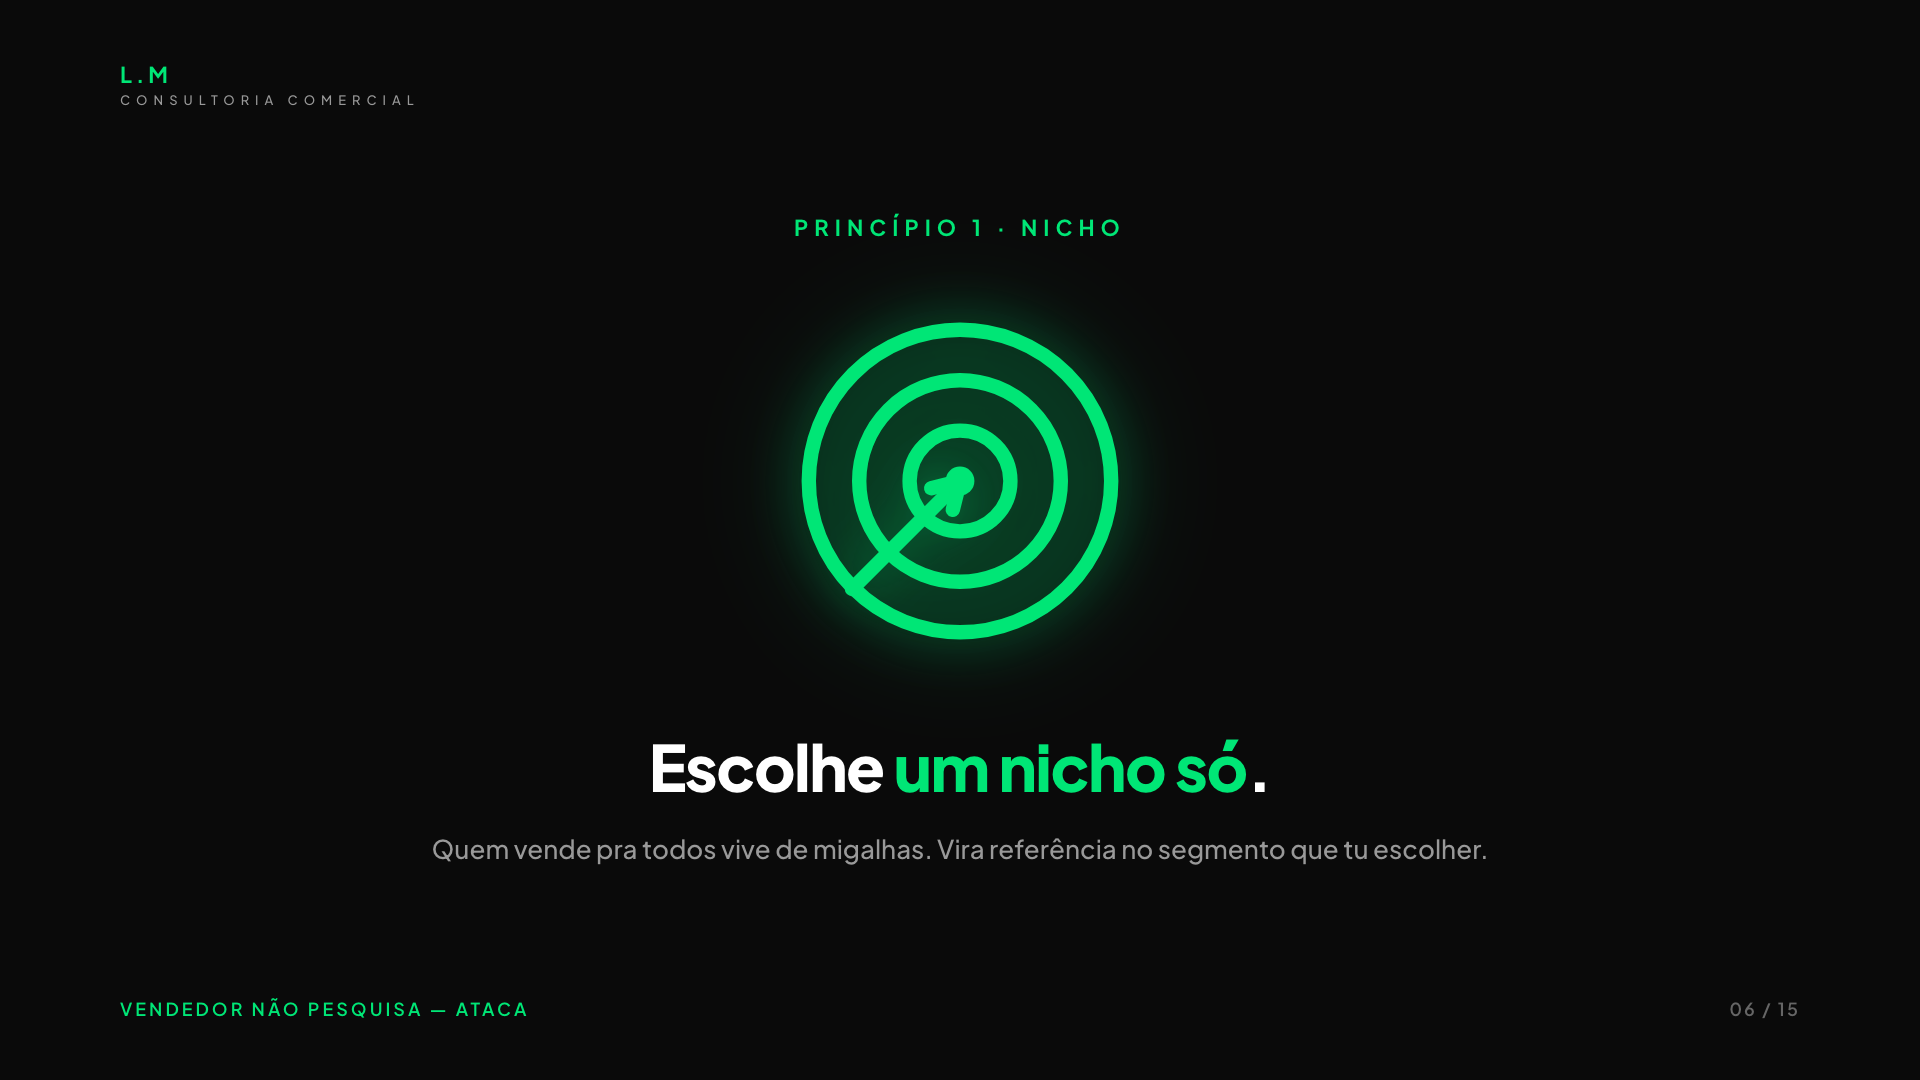 L.M
CONSULTORIA COMERCIAL
PRINCÍPIO 1 · NICHO
Escolhe um nicho só.
Quem vende pra todos vive de migalhas. Vira referência no segmento que tu escolher.
VENDEDOR NÃO PESQUISA — ATACA
06 / 15